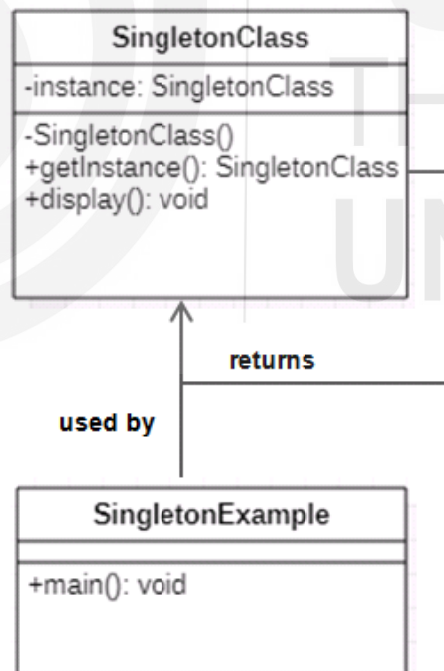 SingletonClass
-instance: SingletonClass
-SingletonClass()
+getInstance(): SingletonClass
+display(): void
returns
used by
SingletonExample
+main(): void